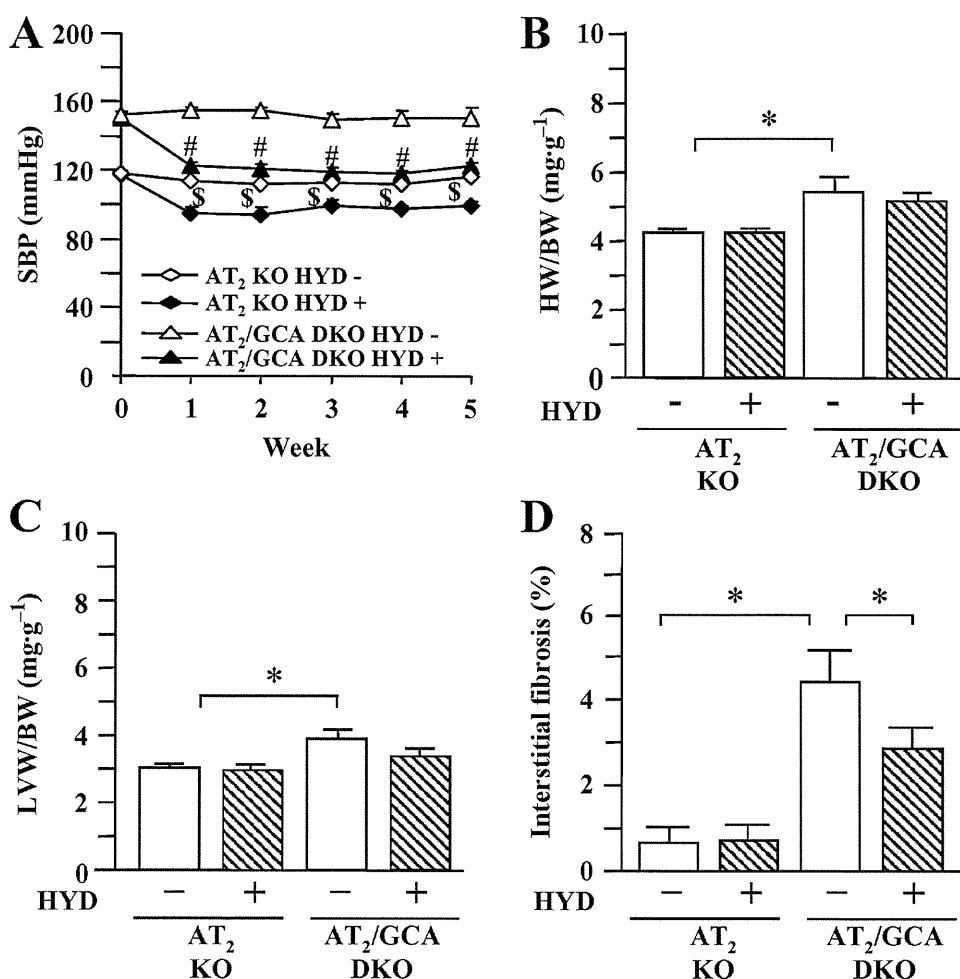 A
SBP (mmHg)
200
160
120
80
40
0
# # # # #
$ $ $ $ $
AT₂ KO HYD -
AT₂ KO HYD +
AT₂/GCA DKO HYD -
AT₂/GCA DKO HYD +
0 1 2 3 4 5
Week
B
HW/BW (mg·g⁻¹)
10
8
6
4
2
0
*
HYD - + - +
AT₂ KO
AT₂/GCA DKO
C
LVW/BW (mg·g⁻¹)
10
8
6
4
2
0
*
HYD − + − +
AT₂ KO
AT₂/GCA DKO
D
Interstitial fibrosis (%)
8
6
4
2
0
* *
HYD − + − +
AT₂ KO
AT₂/GCA DKO